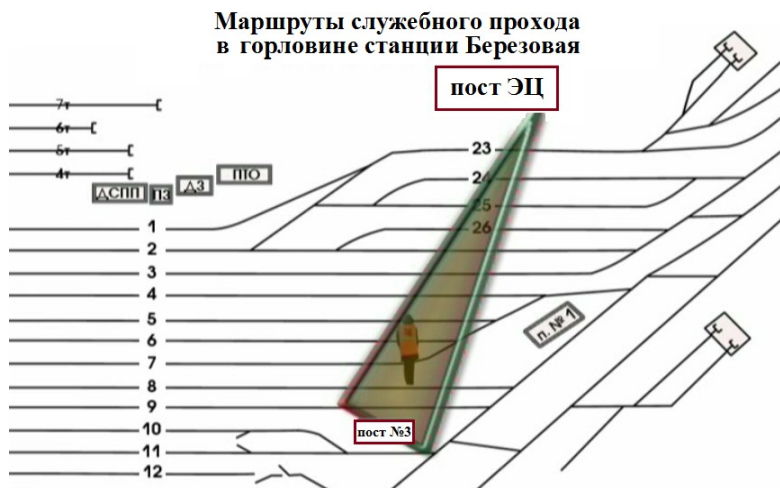 Маршруты служебного прохода
в горловине станции Березовая
пост ЭЦ
7т
6т
5т
4т
ДСПП
ПЗ
ДЗ
ПТО
23
24
25
26
1
2
3
4
5
6
7
8
9
10
11
12
п. №1
пост №3